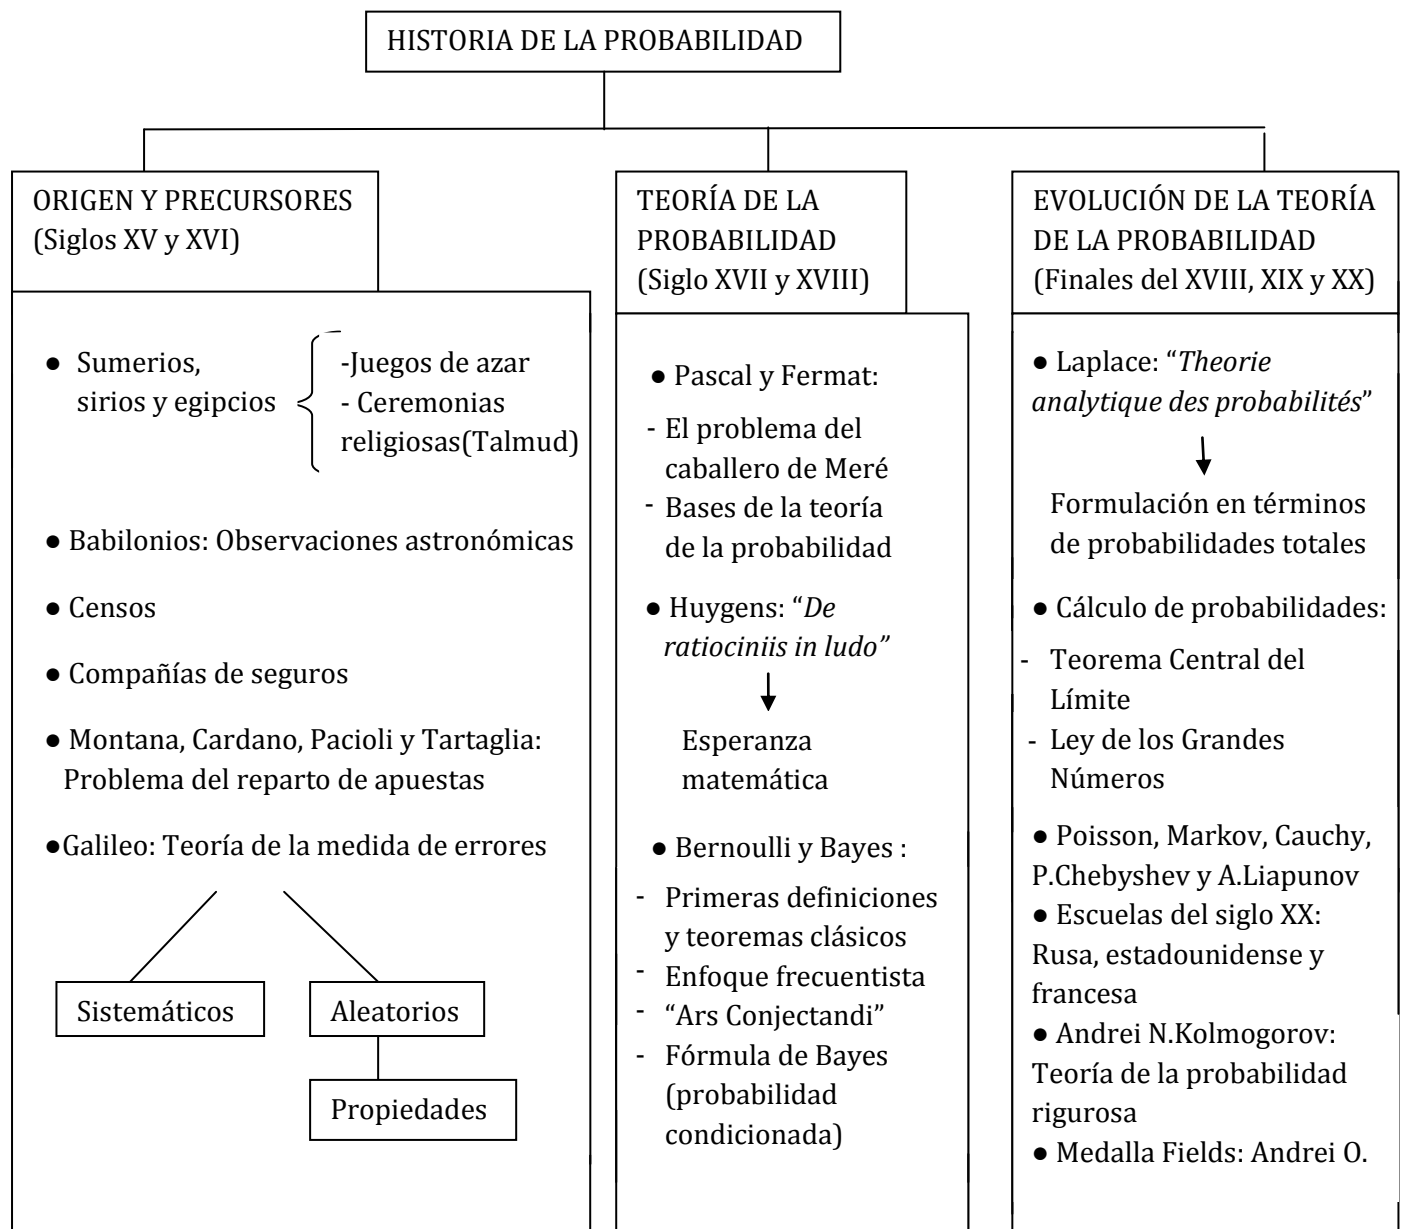 HISTORIA DE LA PROBABILIDAD
ORIGEN Y PRECURSORES
(Siglos XV y XVI)
● Sumerios,
sirios y egipcios
-Juegos de azar
- Ceremonias
religiosas(Talmud)
● Babilonios: Observaciones astronómicas
● Censos
● Compañías de seguros
● Montana, Cardano, Pacioli y Tartaglia:
Problema del reparto de apuestas
●Galileo: Teoría de la medida de errores
Sistemáticos
Aleatorios
Propiedades
TEORÍA DE LA
PROBABILIDAD
(Siglo XVII y XVIII)
● Pascal y Fermat:
- El problema del
caballero de Meré
- Bases de la teoría
de la probabilidad
● Huygens: “De
ratiociniis in ludo”
Esperanza
matemática
● Bernoulli y Bayes :
- Primeras definiciones
y teoremas clásicos
- Enfoque frecuentista
- “Ars Conjectandi”
- Fórmula de Bayes
(probabilidad
condicionada)
EVOLUCIÓN DE LA TEORÍA
DE LA PROBABILIDAD
(Finales del XVIII, XIX y XX)
● Laplace: “Theorie
analytique des probabilités”
Formulación en términos
de probabilidades totales
● Cálculo de probabilidades:
- Teorema Central del
Límite
- Ley de los Grandes
Números
● Poisson, Markov, Cauchy,
P.Chebyshev y A.Liapunov
● Escuelas del siglo XX:
Rusa, estadounidense y
francesa
● Andrei N.Kolmogorov:
Teoría de la probabilidad
rigurosa
● Medalla Fields: Andrei O.